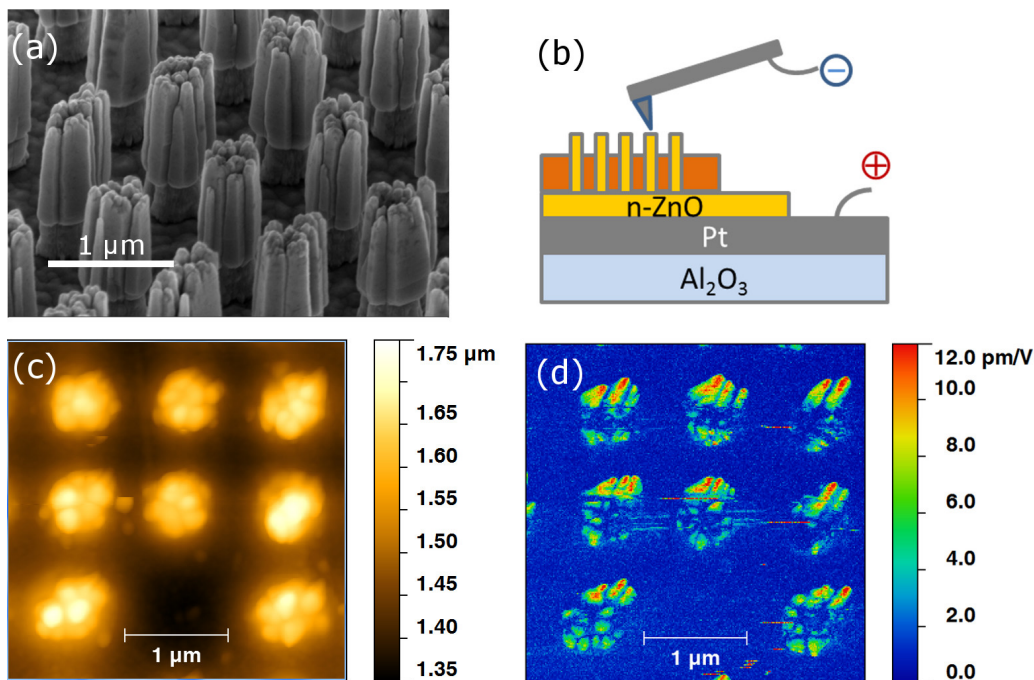 (a)
1 µm
(b)
−
+
n-ZnO
Pt
Al₂O₃
(c)
1.75 µm
1.65
1.60
1.55
1.50
1.45
1.40
1.35
1 µm
(d)
12.0 pm/V
10.0
8.0
6.0
4.0
2.0
0.0
1 µm